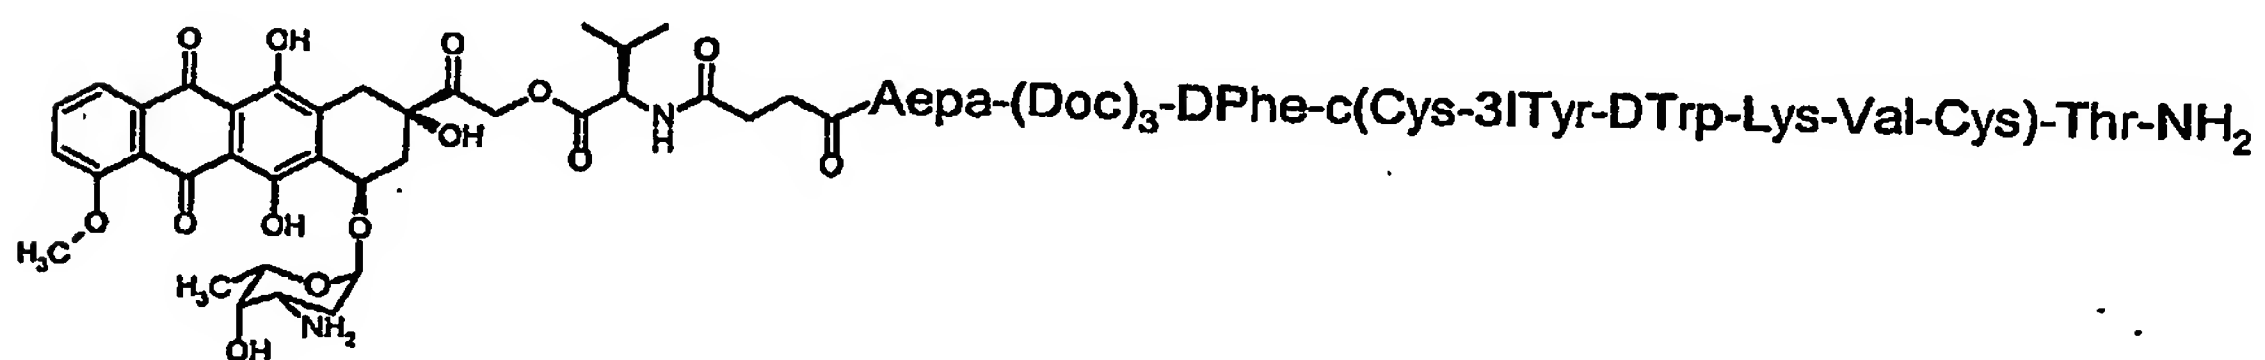 O
OH
O
O
O
O
Aepa-(Doc)₃-DPhe-c(Cys-3ITyr-DTrp-Lys-Val-Cys)-Thr-NH₂
OH
O
N
H
O
O
O
OH
O
H₃C
O
H₃C
O
NH₂
OH